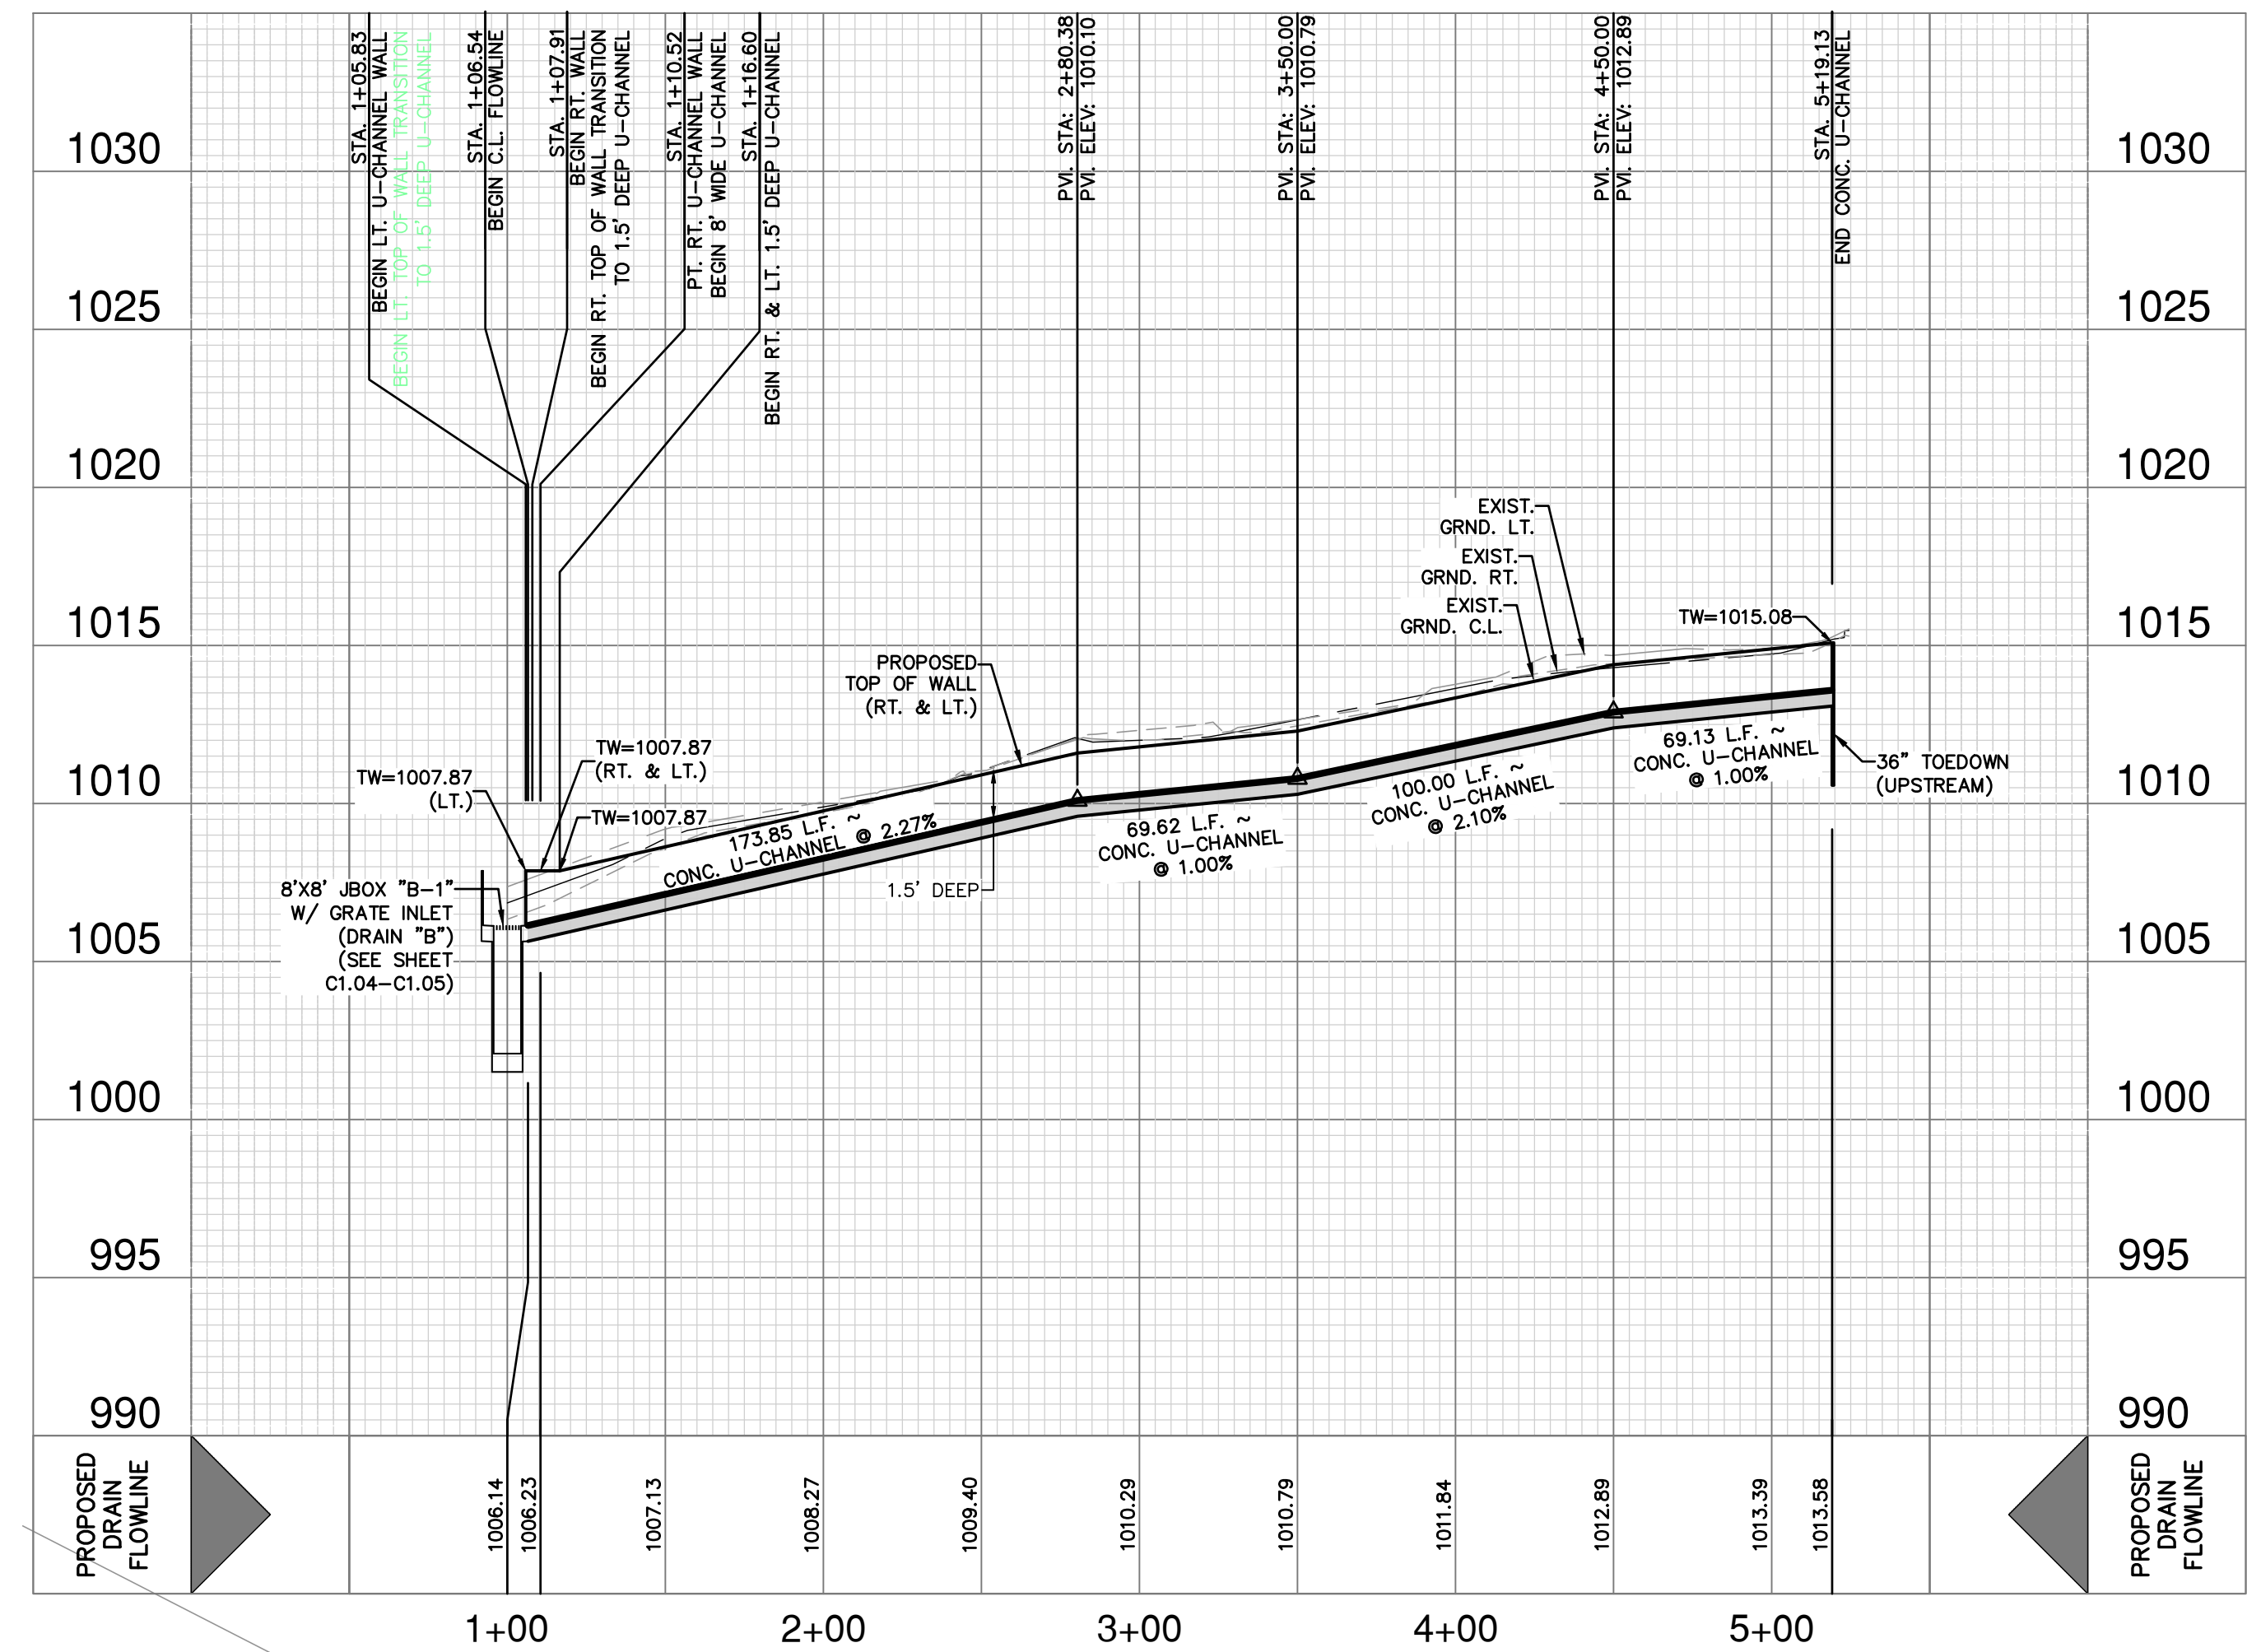 STA. 1+05.83
BEGIN LT. U-CHANNEL WALL
BEGIN LT. TOP OF WALL TRANSITION
TO 1.5' DEEP U-CHANNEL
STA. 1+06.54
BEGIN C.L. FLOWLINE
STA. 1+07.91
BEGIN RT. WALL
BEGIN RT. TOP OF WALL TRANSITION
TO 1.5' DEEP U-CHANNEL
STA. 1+10.52
PT. RT. U-CHANNEL WALL
BEGIN 8' WIDE U-CHANNEL
STA. 1+16.60
BEGIN RT. & LT. 1.5' DEEP U-CHANNEL
PVI. STA: 2+80.38
PVI. ELEV: 1010.10
PVI. STA: 3+50.00
PVI. ELEV: 1010.79
PVI. STA: 4+50.00
PVI. ELEV: 1012.89
STA. 5+19.13
END CONC. U-CHANNEL
1030
1025
1020
1015
1010
1005
1000
995
990
1030
1025
1020
1015
1010
1005
1000
995
990
EXIST.
GRND. LT.
EXIST.
GRND. RT.
EXIST.
GRND. C.L.
TW=1015.08
PROPOSED
TOP OF WALL
(RT. & LT.)
TW=1007.87
(RT. & LT.)
TW=1007.87
(LT.)
TW=1007.87
173.85 L.F. ~
CONC. U-CHANNEL @ 2.27%
69.62 L.F. ~
CONC. U-CHANNEL
@ 1.00%
100.00 L.F. ~
CONC. U-CHANNEL
@ 2.10%
69.13 L.F. ~
CONC. U-CHANNEL
@ 1.00%
36" TOEDOWN
(UPSTREAM)
1.5' DEEP
8'X8' JBOX "B-1"
W/ GRATE INLET
(DRAIN "B")
(SEE SHEET
C1.04-C1.05)
PROPOSED
DRAIN
FLOWLINE
1006.14
1006.23
1007.13
1008.27
1009.40
1010.29
1010.79
1011.84
1012.89
1013.39
1013.58
PROPOSED
DRAIN
FLOWLINE
1+00
2+00
3+00
4+00
5+00